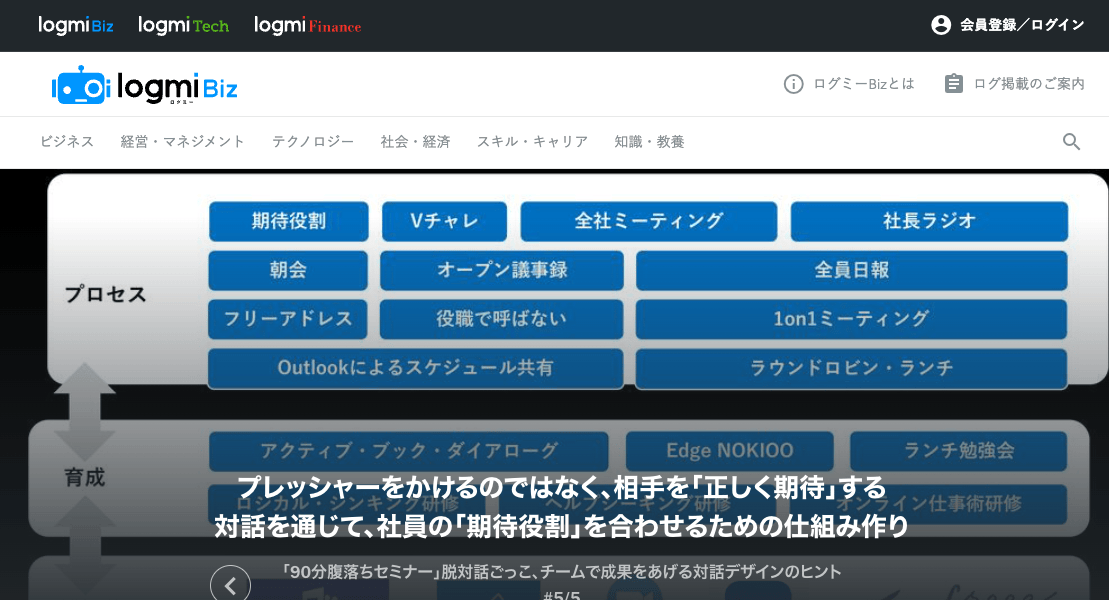 logmi Biz
logmi Tech
logmi Finance
会員登録／ログイン
logmi Biz
ログミー
ログミーBizとは
ログ掲載のご案内
ビジネス
経営・マネジメント
テクノロジー
社会・経済
スキル・キャリア
知識・教養
プロセス
期待役割
Vチャレ
全社ミーティング
社長ラジオ
朝会
オープン議事録
全員日報
フリーアドレス
役職で呼ばない
1on1ミーティング
Outlookによるスケジュール共有
ラウンドロビン・ランチ
育成
アクティブ・ブック・ダイアローグ
Edge NOKIOO
ランチ勉強会
ロジカル・シンキング研修
ヘルプシーキング研修
オンライン仕事術研修
プレッシャーをかけるのではなく、相手を「正しく期待」する
対話を通じて、社員の「期待役割」を合わせるための仕組み作り
「90分腹落ちセミナー」脱対話ごっこ、チームで成果をあげる対話デザインのヒント
#5/5